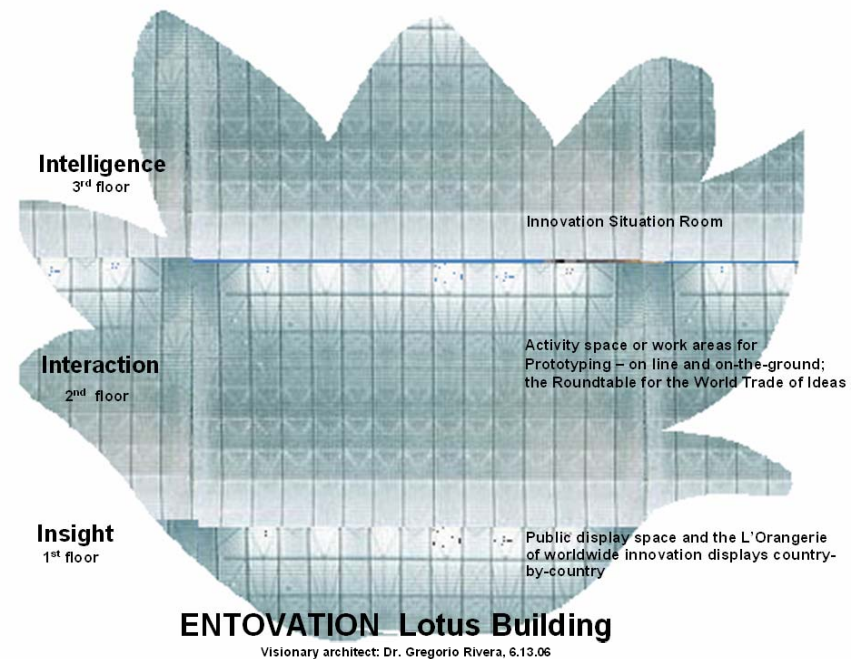 Intelligence
3rd floor
Innovation Situation Room
Interaction
2nd floor
Activity space or work areas for
Prototyping – on line and on-the-ground;
the Roundtable for the World Trade of Ideas
Insight
1st floor
Public display space and the L'Orangerie
of worldwide innovation displays country-
by-country
ENTOVATION Lotus Building
Visionary architect: Dr. Gregorio Rivera, 6.13.06